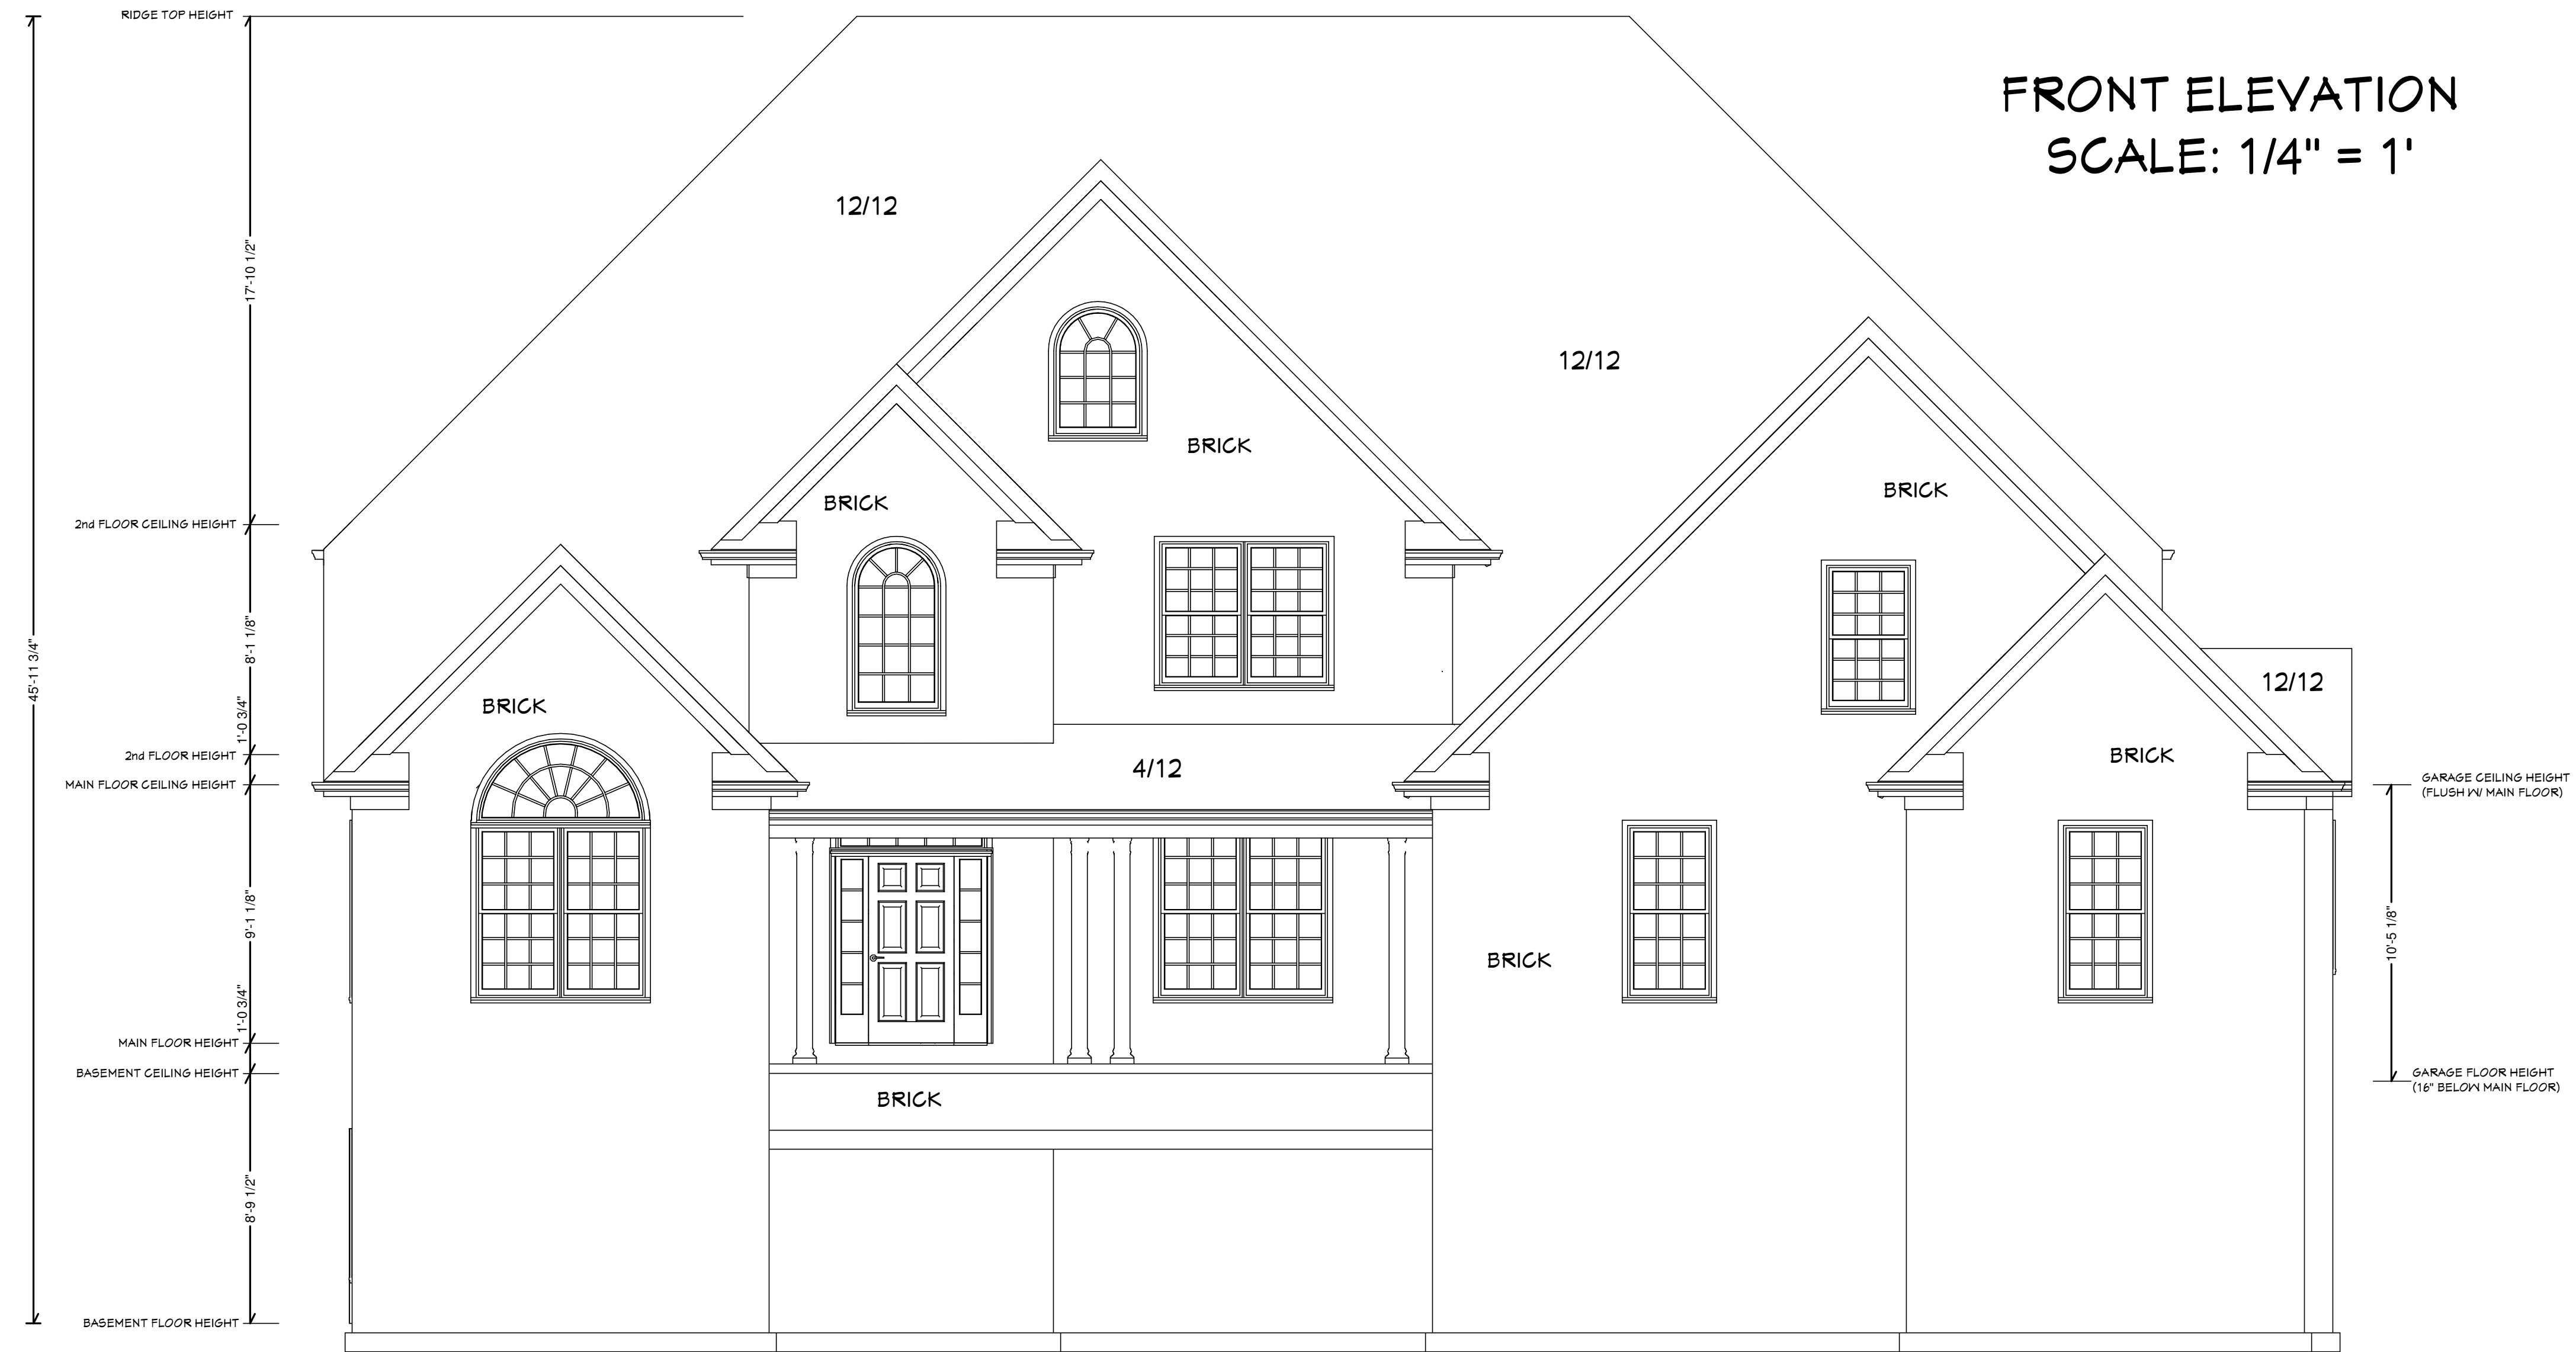 RIDGE TOP HEIGHT
FRONT ELEVATION
SCALE: 1/4" = 1'
12/12
17'-10 1/2"
12/12
BRICK
BRICK
BRICK
2nd FLOOR CEILING HEIGHT
8'-1 1/8"
45'-11 3/4"
12/12
BRICK
1'-0 3/4"
2nd FLOOR HEIGHT
BRICK
4/12
MAIN FLOOR CEILING HEIGHT
GARAGE CEILING HEIGHT
(FLUSH W/ MAIN FLOOR)
9'-1 1/8"
10'-5 1/8"
BRICK
1'-0 3/4"
MAIN FLOOR HEIGHT
BASEMENT CEILING HEIGHT
GARAGE FLOOR HEIGHT
(16" BELOW MAIN FLOOR)
BRICK
8'-9 1/2"
BASEMENT FLOOR HEIGHT